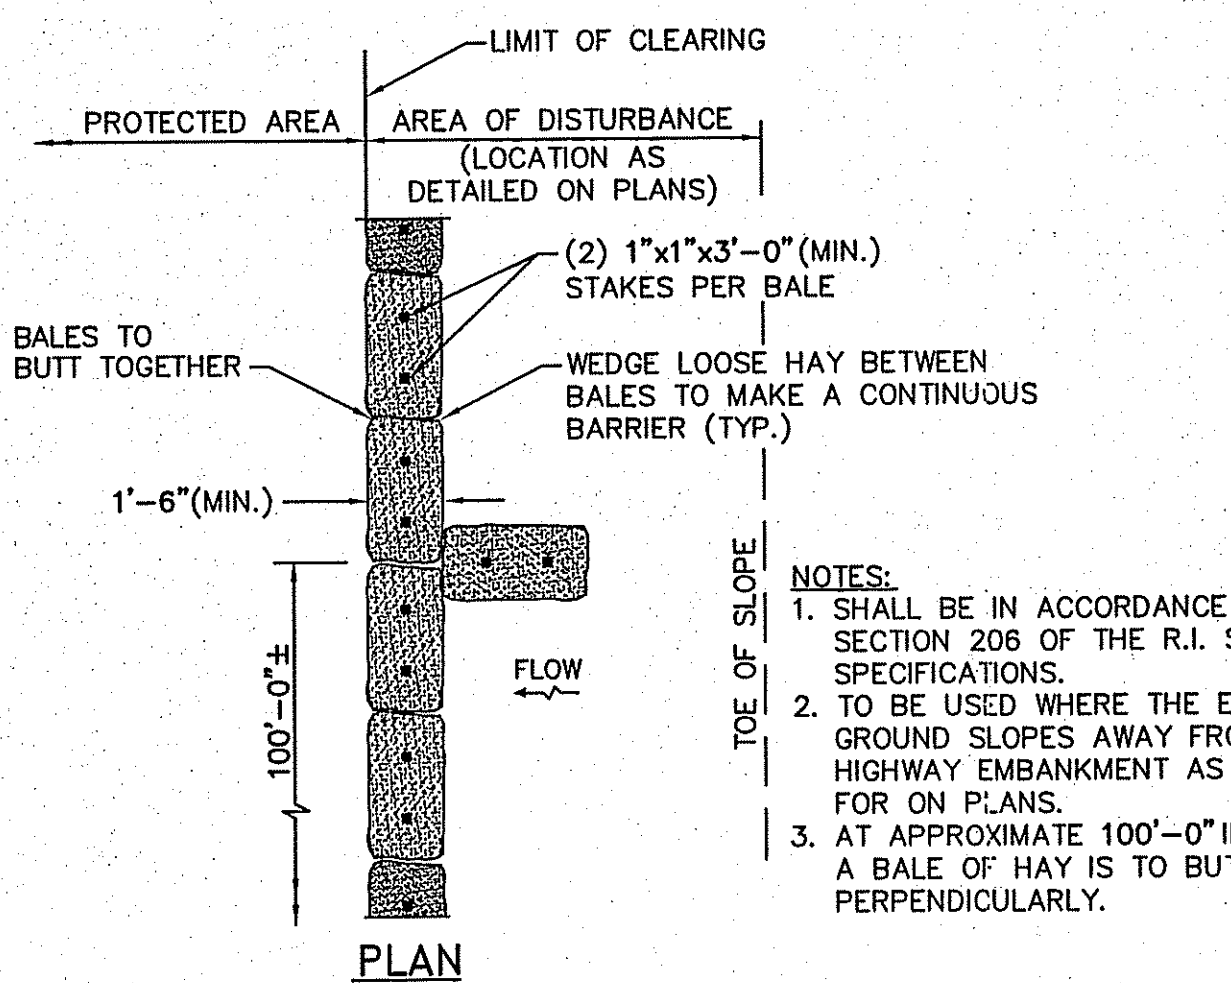 LIMIT OF CLEARING
PROTECTED AREA
AREA OF DISTURBANCE
(LOCATION AS
DETAILED ON PLANS)
(2) 1"x1"x3'-0"(MIN.)
STAKES PER BALE
BALES TO
BUTT TOGETHER
WEDGE LOOSE HAY BETWEEN
BALES TO MAKE A CONTINUOUS
BARRIER (TYP.)
1'-6"(MIN.)
100'-0"±
FLOW
TOE OF SLOPE
NOTES:
1. SHALL BE IN ACCORDANCE
SECTION 206 OF THE R.I.
SPECIFICATIONS.
2. TO BE USED WHERE THE
GROUND SLOPES AWAY
HIGHWAY EMBANKMENT AS
FOR ON PLANS.
3. AT APPROXIMATE 100'-0"
A BALE OF HAY IS TO
PERPENDICULARLY.
PLAN